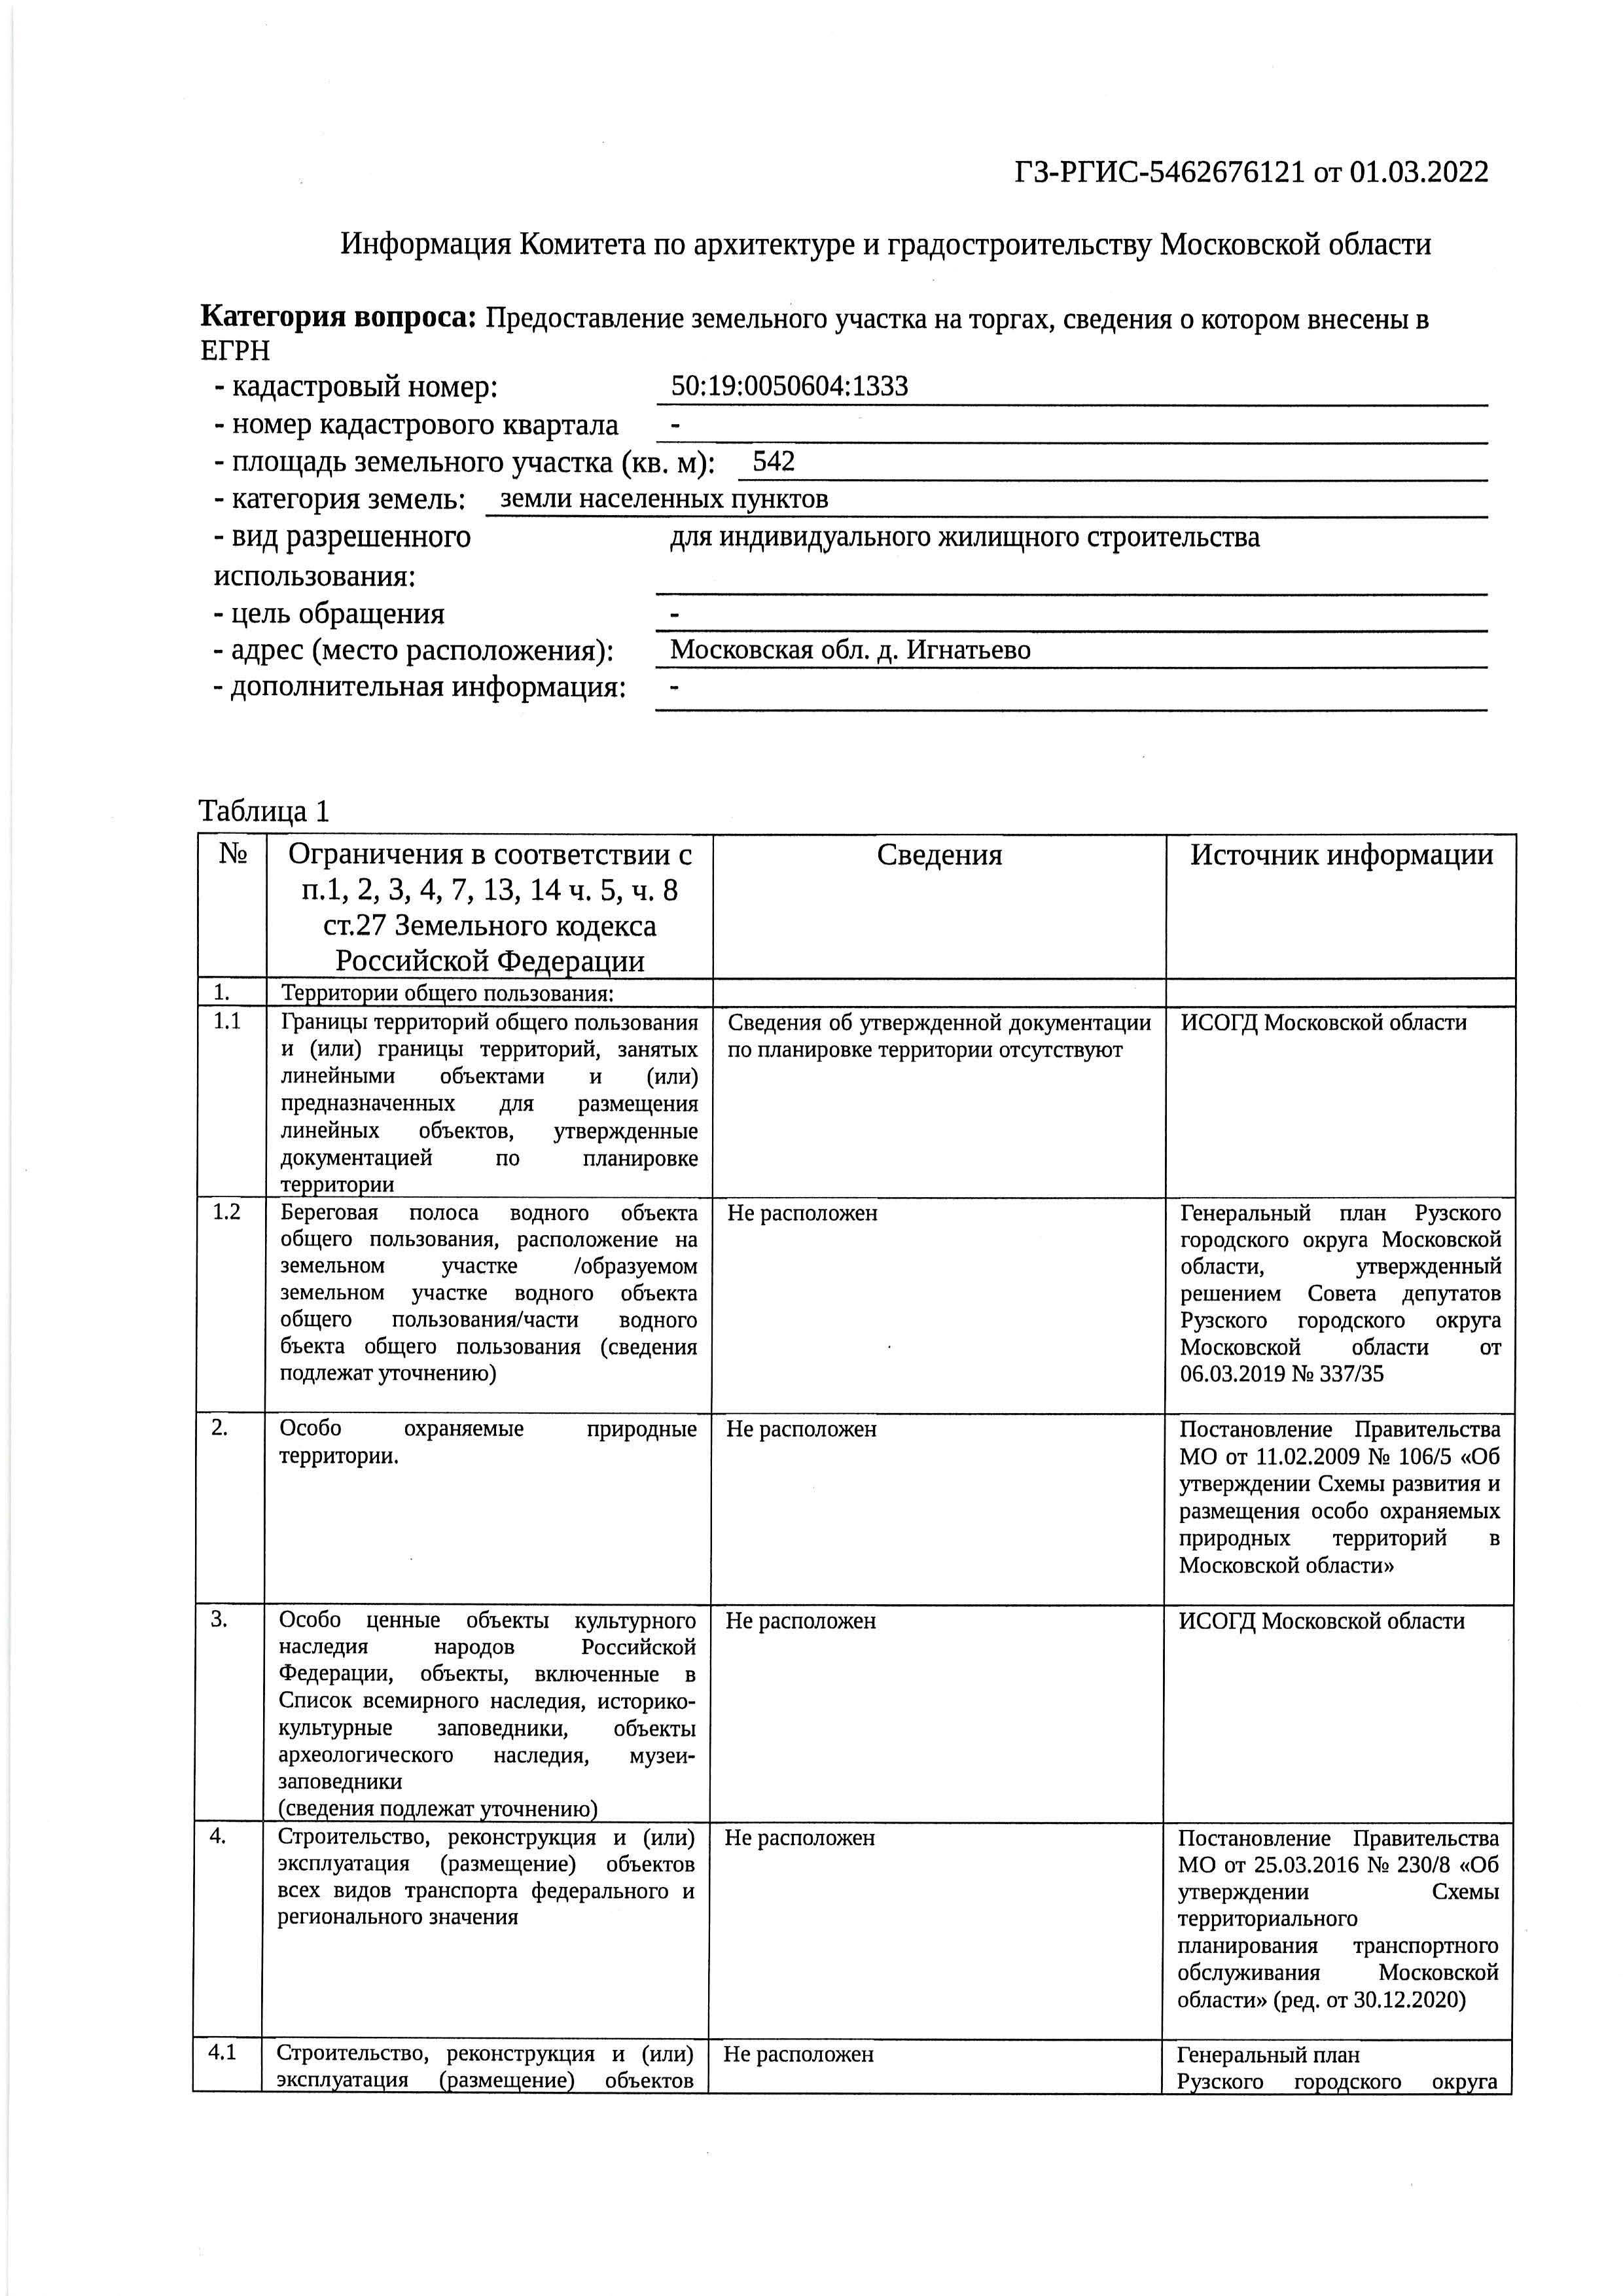 ГЗ-РГИС-5462676121 от 01.03.2022
Информация Комитета по архитектуре и градостроительству Московской области
Категория вопроса: Предоставление земельного участка на торгах, сведения о котором внесены в
ЕГРН
- кадастровый номер: 50:19:0050604:1333
- номер кадастрового квартала -
- площадь земельного участка (кв. м): 542
- категория земель: земли населенных пунктов
- вид разрешенного для индивидуального жилищного строительства
использования:
- цель обращения -
- адрес (место расположения): Московская обл. д. Игнатьево
- дополнительная информация: -
Таблица 1
№
Ограничения в соответствии с
п.1, 2, 3, 4, 7, 13, 14 ч. 5, ч. 8
ст.27 Земельного кодекса
Российской Федерации
Сведения
Источник информации
1.
Территории общего пользования:
1.1
Границы территорий общего пользования
и (или) границы территорий, занятых
линейными объектами и (или)
предназначенных для размещения
линейных объектов, утвержденные
документацией по планировке
территории
Сведения об утвержденной документации
по планировке территории отсутствуют
ИСОГД Московской области
1.2
Береговая полоса водного объекта
общего пользования, расположение на
земельном участке /образуемом
земельном участке водного объекта
общего пользования/части водного
бъекта общего пользования (сведения
подлежат уточнению)
Не расположен
Генеральный план Рузского
городского округа Московской
области, утвержденный
решением Совета депутатов
Рузского городского округа
Московской области от
06.03.2019 № 337/35
2.
Особо охраняемые природные
территории.
Не расположен
Постановление Правительства
МО от 11.02.2009 № 106/5 «Об
утверждении Схемы развития и
размещения особо охраняемых
природных территорий в
Московской области»
3.
Особо ценные объекты культурного
наследия народов Российской
Федерации, объекты, включенные в
Список всемирного наследия, историко-
культурные заповедники, объекты
археологического наследия, музеи-
заповедники
(сведения подлежат уточнению)
Не расположен
ИСОГД Московской области
4.
Строительство, реконструкция и (или)
эксплуатация (размещение) объектов
всех видов транспорта федерального и
регионального значения
Не расположен
Постановление Правительства
МО от 25.03.2016 № 230/8 «Об
утверждении Схемы
территориального
планирования транспортного
обслуживания Московской
области» (ред. от 30.12.2020)
4.1
Строительство, реконструкция и (или)
эксплуатация (размещение) объектов
Не расположен
Генеральный план
Рузского городского округа